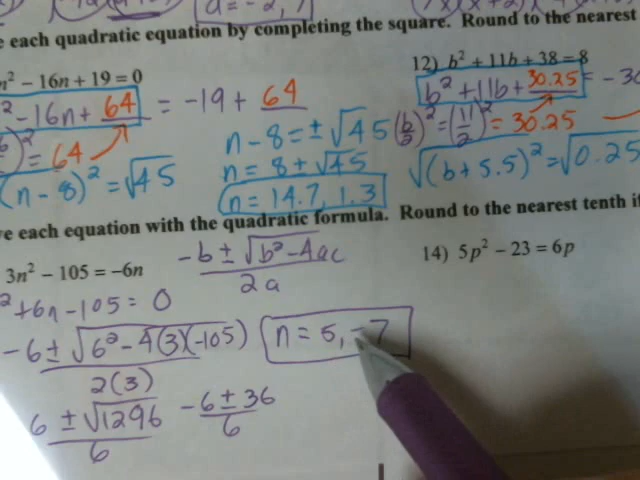 a = -2, 7
e each quadratic equation by completing the square. Round to the nearest
n² − 16n + 19 = 0
² -16n + 64 = -19 + 64
)² = 64
(n - 8)² = √45
n - 8 = ± √45
n = 8 ± √45
n = 14.7, 1.3
12) b² + 11b + 38 = 8
b² + 11b + 30.25 = -30
(b/2)² = (11/2)² = 30.25
√(b + 5.5)² = √0.25
e each equation with the quadratic formula. Round to the nearest tenth i
3n² − 105 = −6n
-b ± √b² - 4ac
2a
² + 6n - 105 = 0
-6 ± √6² - 4(3)(-105)
2(3)
n = 5, -7
6 ± √1296
6
-6 ± 36
6
14) 5p² − 23 = 6p